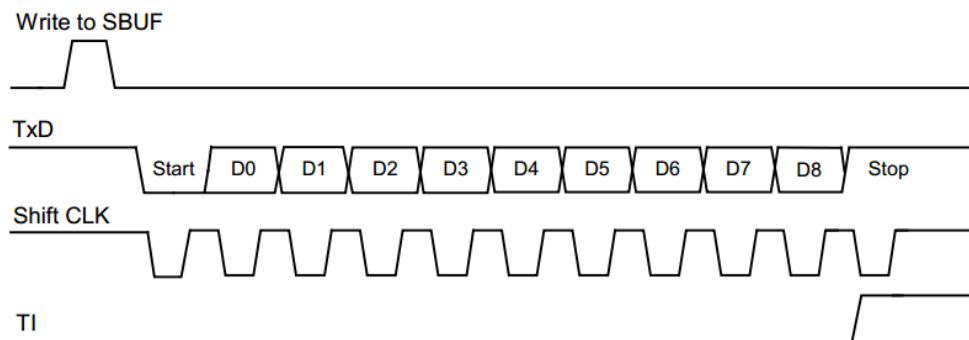 Write to SBUF
TxD
Start D0 D1 D2 D3 D4 D5 D6 D7 D8 Stop
Shift CLK
TI